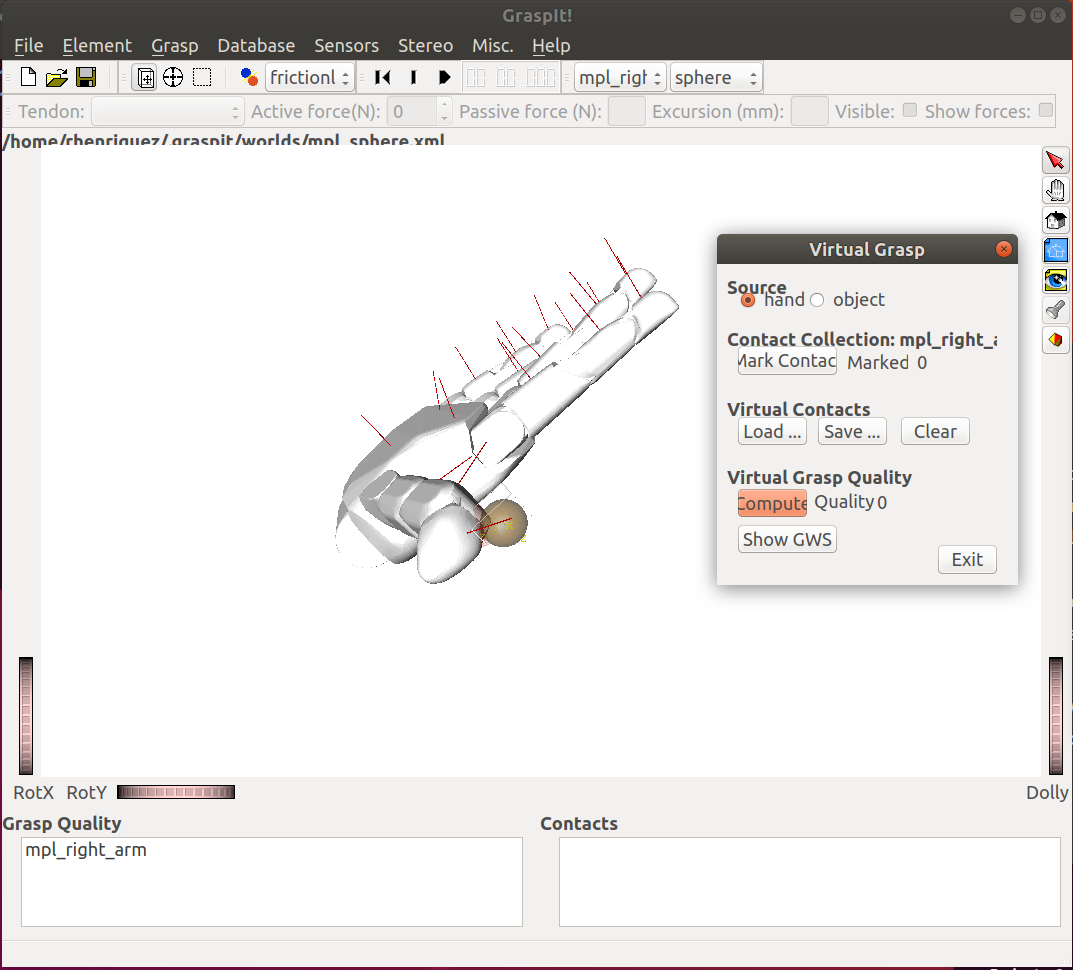 GraspIt!
File Element Grasp Database Sensors Stereo Misc. Help
frictionl mpl_righ sphere
Tendon: Active force(N): 0 Passive force (N): Excursion (mm): Visible: Show forces:
/home/rhenriquez/.graspit/worlds/mpl_sphere.xml
Virtual Grasp
Source
hand object
Contact Collection: mpl_right_a
Mark Contac Marked 0
Virtual Contacts
Load ... Save ... Clear
Virtual Grasp Quality
Compute Quality 0
Show GWS
Exit
RotX RotY Dolly
Grasp Quality Contacts
mpl_right_arm